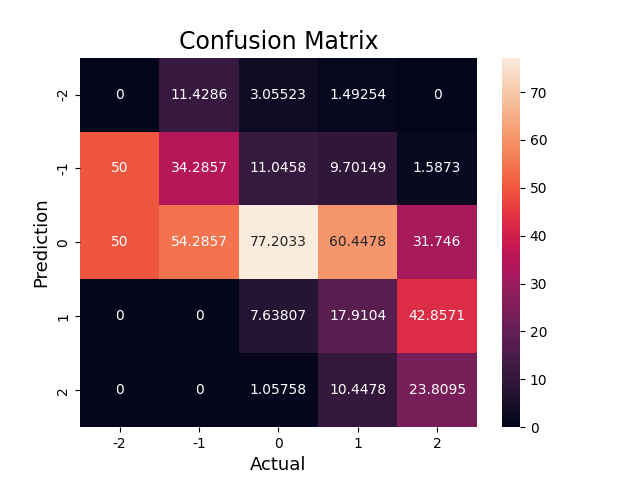 Confusion Matrix
-2 0 11.4286 3.05523 1.49254 0
-1 50 34.2857 11.0458 9.70149 1.5873
0 50 54.2857 77.2033 60.4478 31.746
1 0 0 7.63807 17.9104 42.8571
2 0 0 1.05758 10.4478 23.8095
-2 -1 0 1 2
Prediction
Actual
70
60
50
40
30
20
10
0